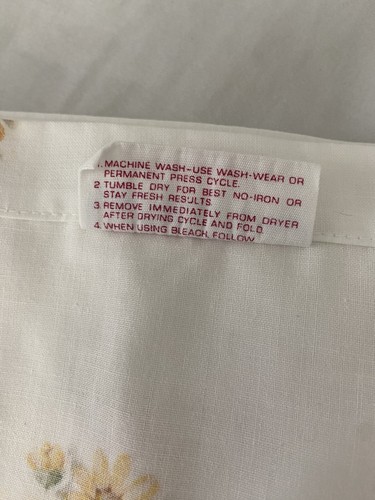 1. MACHINE WASH-USE WASH-WEAR OR
PERMANENT PRESS CYCLE.
2 TUMBLE DRY FOR BEST NO-IRON OR
STAY FRESH RESULTS.
3 REMOVE IMMEDIATELY FROM DRYER
AFTER DRYING CYCLE AND FOLD.
4. WHEN USING BLEACH, FOLLOW